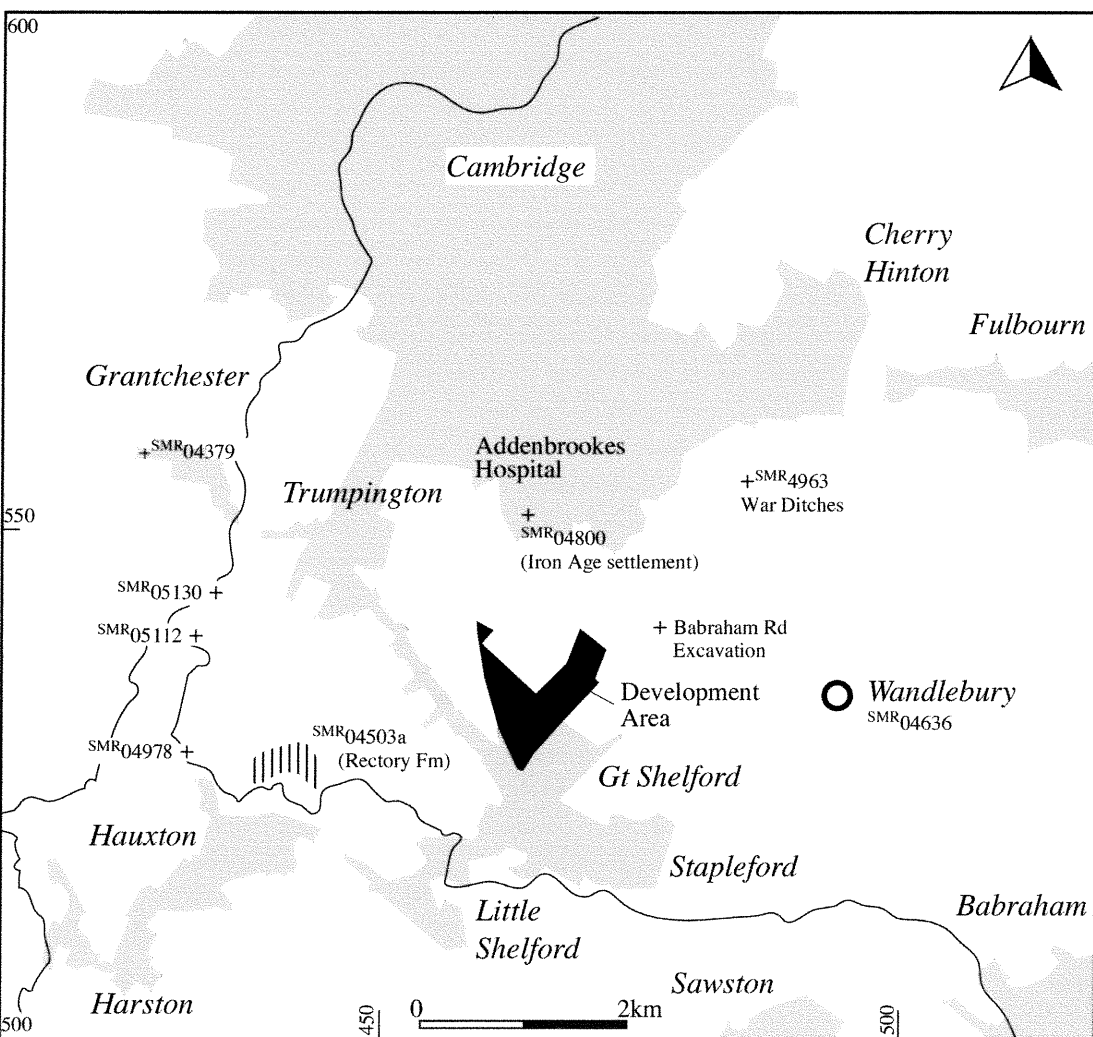 600
Cambridge
Cherry
Hinton
Fulbourn
Grantchester
SMR04379
Addenbrookes
Hospital
Trumpington
SMR4963
War Ditches
550
SMR04800
(Iron Age settlement)
SMR05130
SMR05112
Babraham Rd
Excavation
Development
Area
Wandlebury
SMR04636
SMR04503a
(Rectory Fm)
SMR04978
Gt Shelford
Hauxton
Stapleford
Little
Shelford
Babraham
Sawston
Harston
500
450
0 2km
500